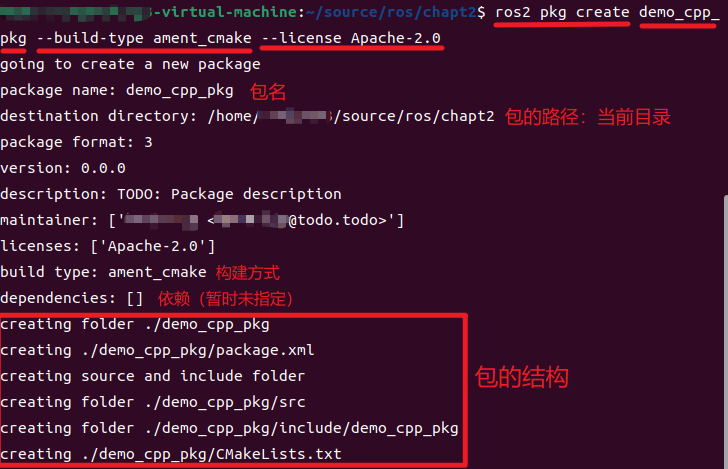 3-virtual-machine:~/source/ros/chapt2$ ros2 pkg create demo_cpp_
pkg --build-type ament_cmake --license Apache-2.0
going to create a new package
package name: demo_cpp_pkg 包名
destination directory: /home/ 3/source/ros/chapt2 包的路径：当前目录
package format: 3
version: 0.0.0
description: TODO: Package description
maintainer: [' < @todo.todo>']
licenses: ['Apache-2.0']
build type: ament_cmake 构建方式
dependencies: [] 依赖（暂时未指定）
creating folder ./demo_cpp_pkg
creating ./demo_cpp_pkg/package.xml
creating source and include folder
包的结构
creating folder ./demo_cpp_pkg/src
creating folder ./demo_cpp_pkg/include/demo_cpp_pkg
creating ./demo_cpp_pkg/CMakeLists.txt